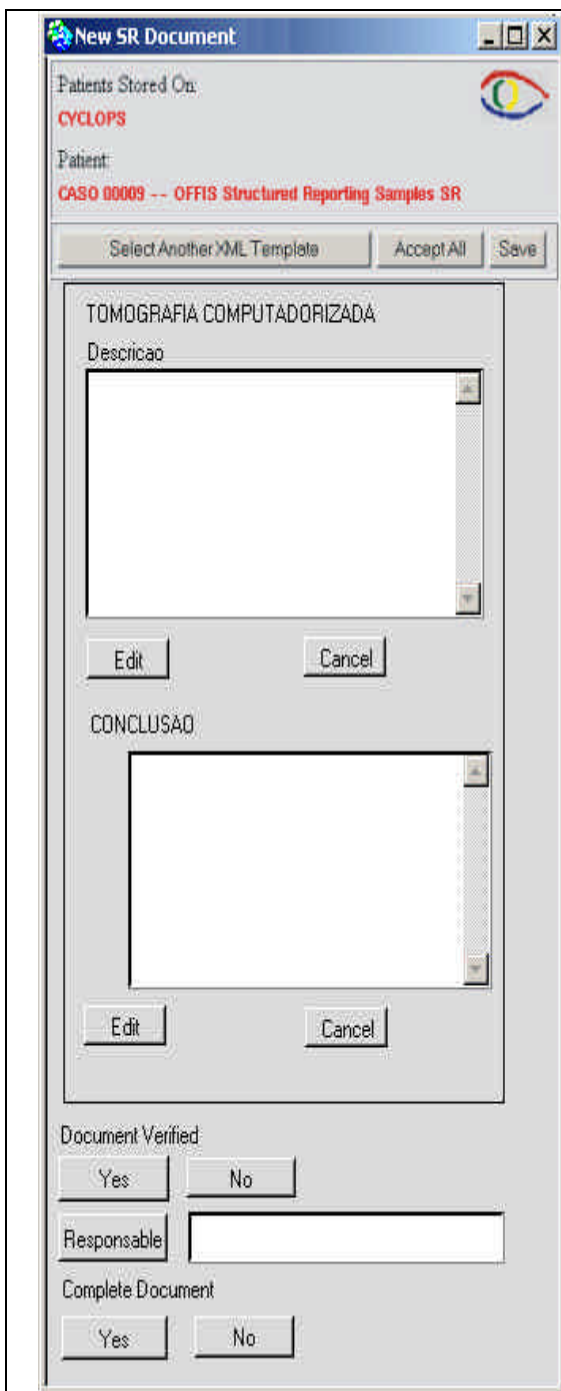 New SR Document
Patients Stored On:
CYCLOPS
Patient:
CASO 00009 -- OFFIS Structured Reporting Samples SR
Select Another XML Template Accept All Save
TOMOGRAFIA COMPUTADORIZADA
Descricao
Edit Cancel
CONCLUSAO
Edit Cancel
Document Verified
Yes No
Responsable
Complete Document
Yes No